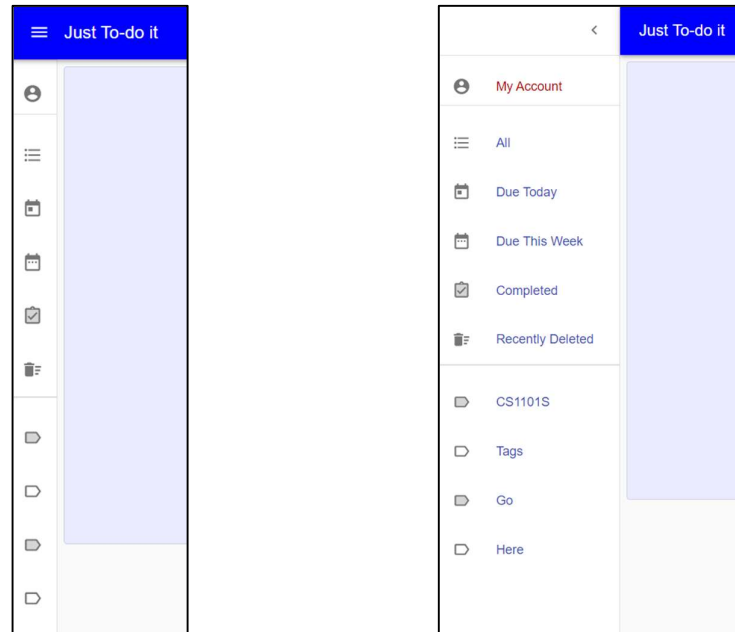 Just To-do it
Just To-do it
My Account
All
Due Today
Due This Week
Completed
Recently Deleted
CS1101S
Tags
Go
Here